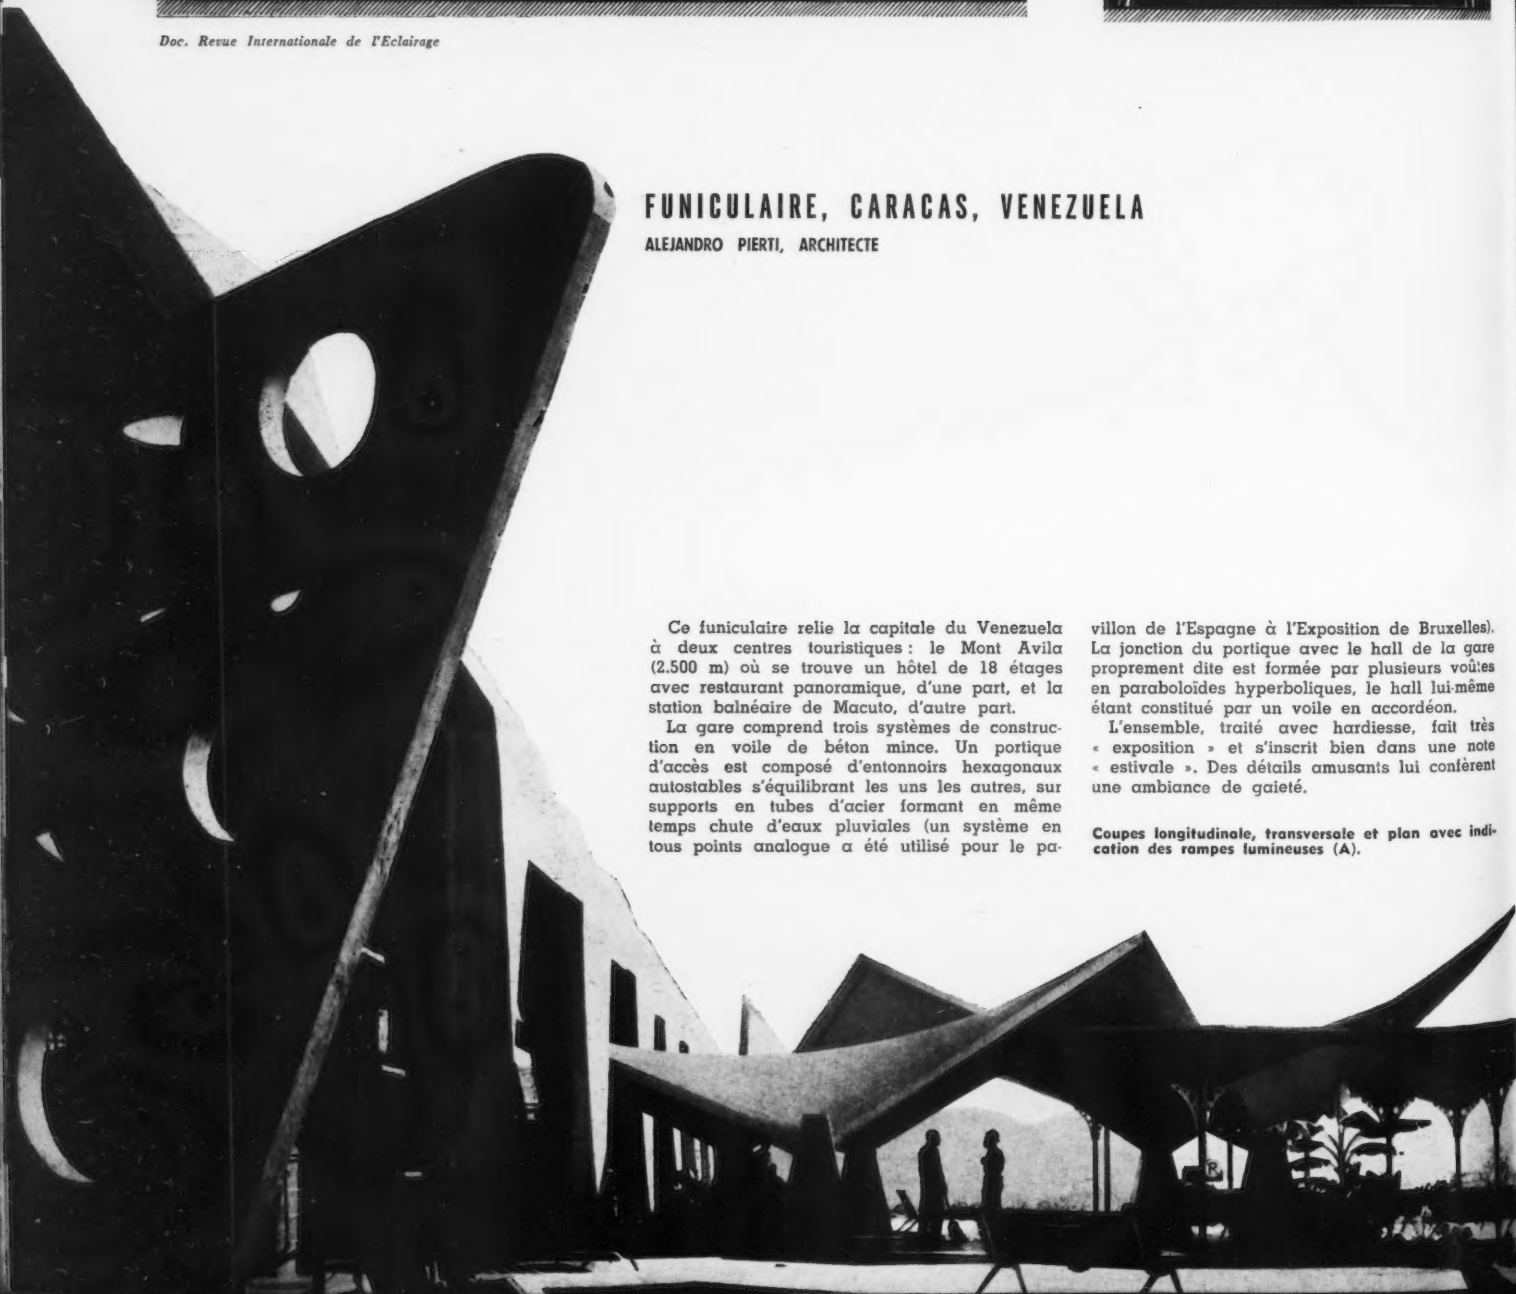 Doc. Revue Internationale de l'Eclairage
FUNICULAIRE, CARACAS, VENEZUELA
ALEJANDRO PIERTI, ARCHITECTE
Ce funiculaire relie la capitale du Venezuela
à deux centres touristiques : le Mont Avila
(2.500 m) où se trouve un hôtel de 18 étages
avec restaurant panoramique, d'une part, et la
station balnéaire de Macuto, d'autre part.
La gare comprend trois systèmes de construc-
tion en voile de béton mince. Un portique
d'accès est composé d'entonnoirs hexagonaux
autostables s'équilibrant les uns les autres, sur
supports en tubes d'acier formant en même
temps chute d'eaux pluviales (un système en
tous points analogue a été utilisé pour le pa-
villon de l'Espagne à l'Exposition de Bruxelles).
La jonction du portique avec le hall de la gare
proprement dite est formée par plusieurs voûtes
en paraboloïdes hyperboliques, le hall lui-même
étant constitué par un voile en accordéon.
L'ensemble, traité avec hardiesse, fait très
« exposition » et s'inscrit bien dans une note
« estivale ». Des détails amusants lui confèrent
une ambiance de gaieté.
Coupes longitudinale, transversale et plan avec indi-
cation des rampes lumineuses (A).
R